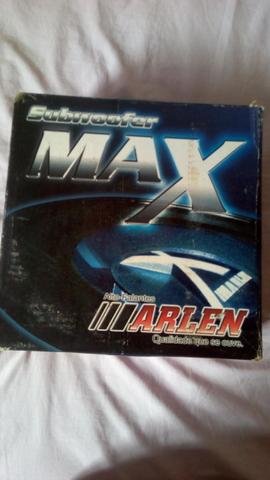 Subwoofer
MAX
Alto-Falantes
ARLEN
Qualidade que se ouve.